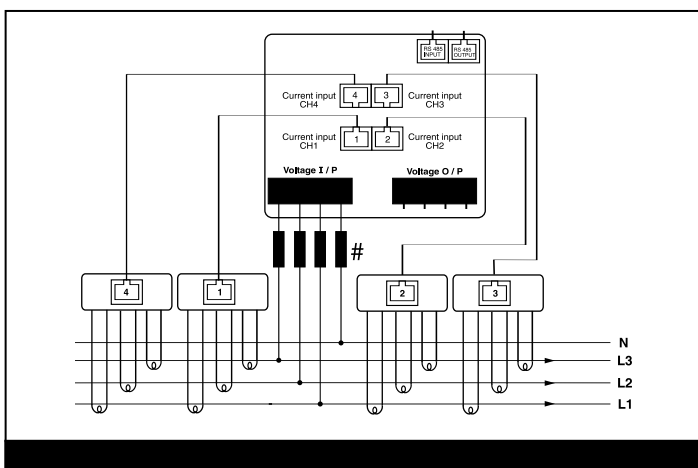 RS 485 INPUT
RS 485 OUTPUT
Current input CH4
4
3
Current input CH3
Current input CH1
1
2
Current input CH2
Voltage I / P
Voltage O / P
#
4
1
2
3
N
L3
L2
L1